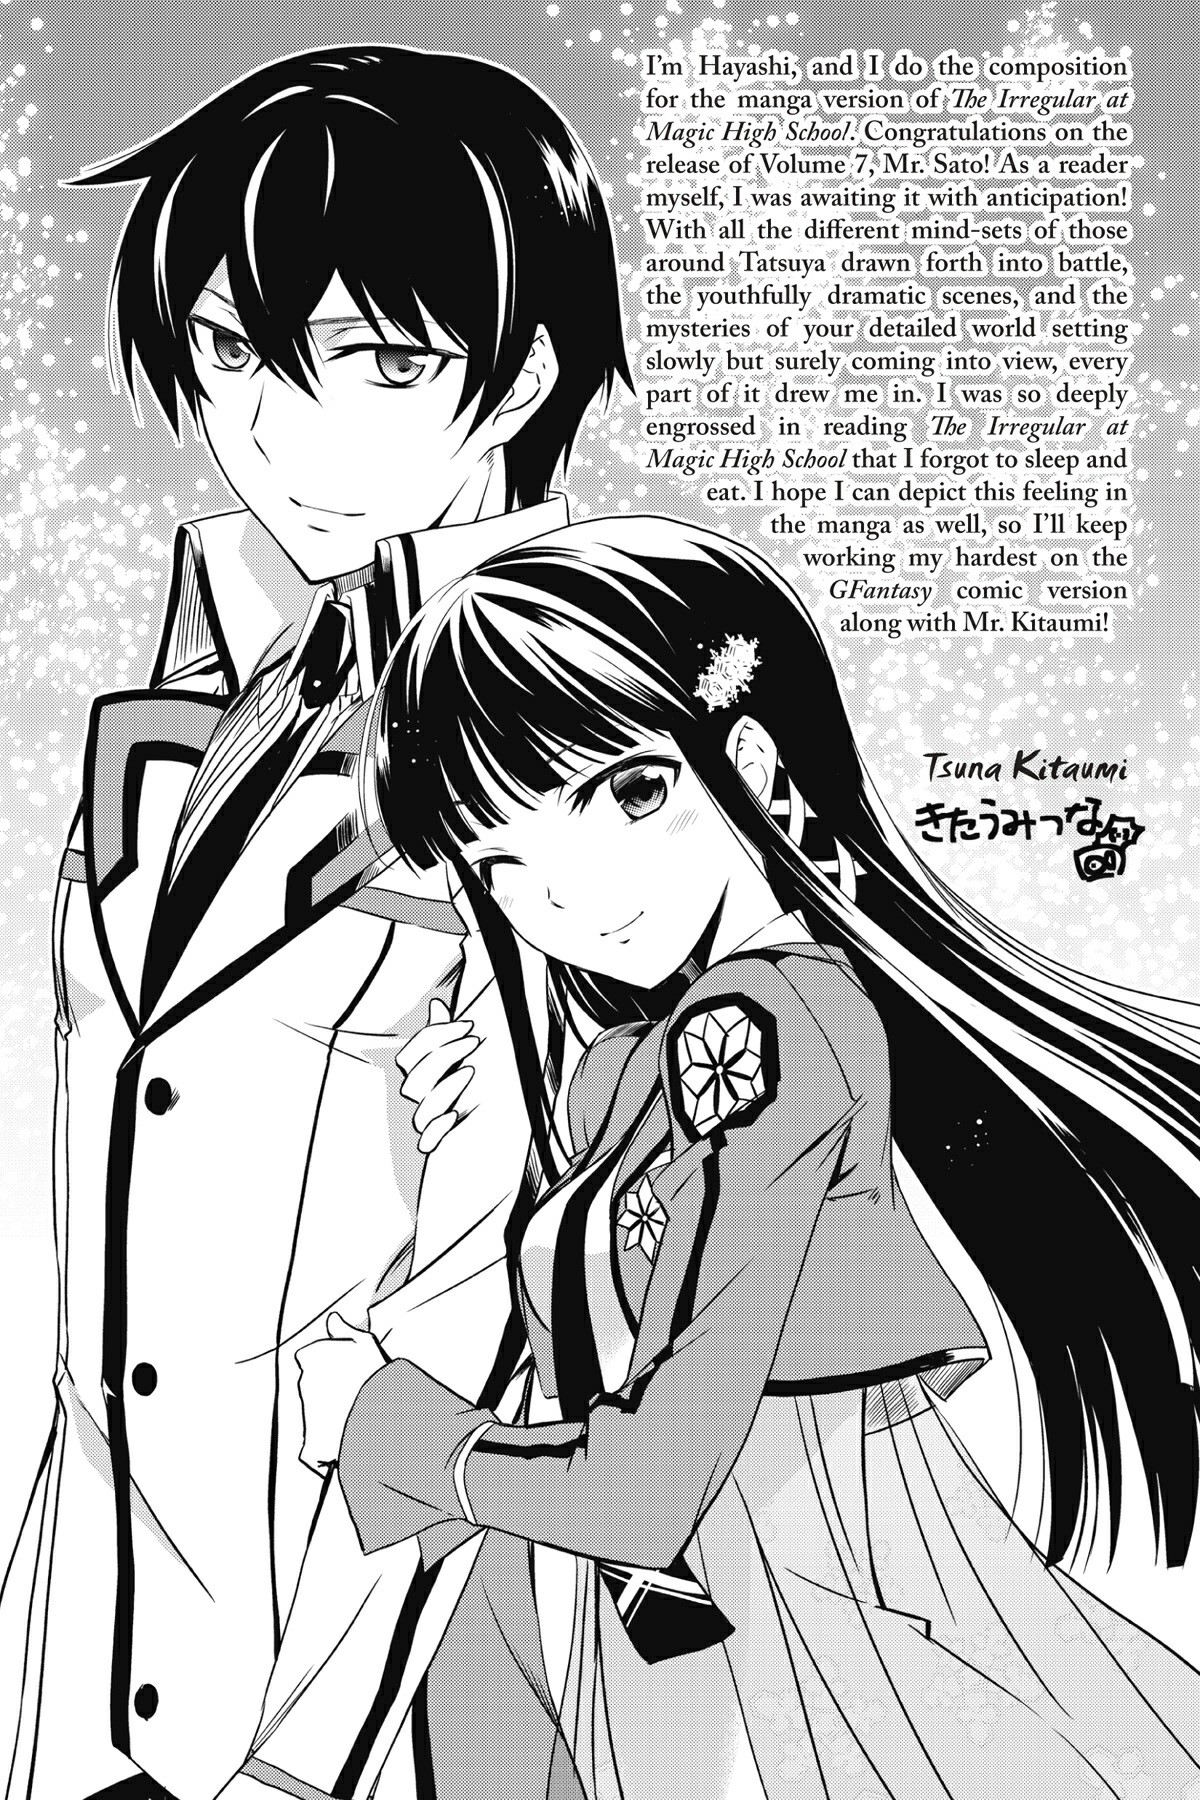 I'm Hayashi, and I do the composition
for the manga version of The Irregular at
Magic High School. Congratulations on the
release of Volume 7, Mr. Sato! As a reader
myself, I was awaiting it with anticipation!
With all the different mind-sets of those
around Tatsuya drawn forth into battle,
the youthfully dramatic scenes, and the
mysteries of your detailed world setting
slowly but surely coming into view, every
part of it drew me in. I was so deeply
engrossed in reading The Irregular at
Magic High School that I forgot to sleep and
eat. I hope I can depict this feeling in
the manga as well, so I'll keep
working my hardest on the
GFantasy comic version
along with Mr. Kitaumi!
Tsuna Kitaumi
きたうみつな